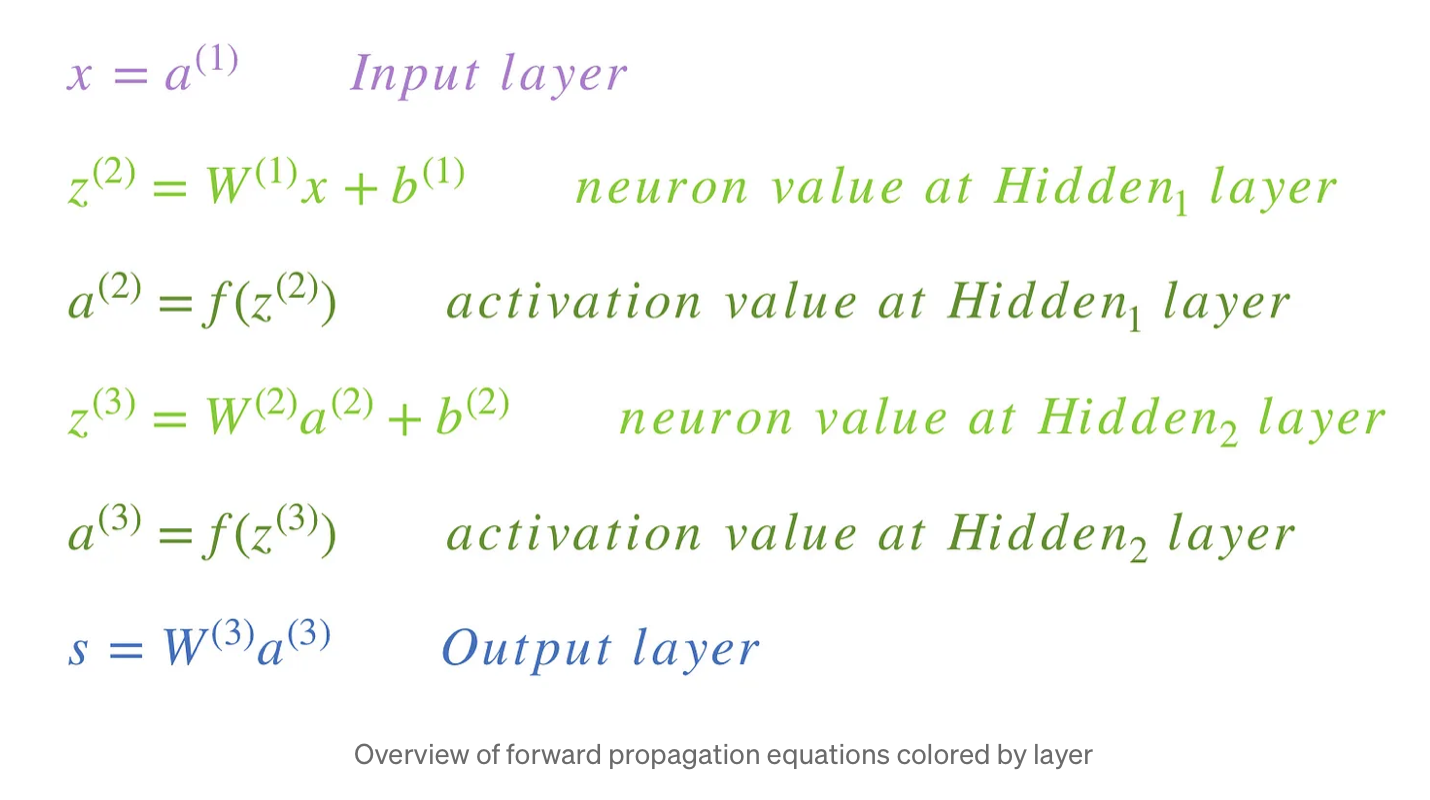 x = a⁽¹⁾ Input layer
z⁽²⁾ = W⁽¹⁾x + b⁽¹⁾ neuron value at Hidden₁ layer
a⁽²⁾ = f(z⁽²⁾) activation value at Hidden₁ layer
z⁽³⁾ = W⁽²⁾a⁽²⁾ + b⁽²⁾ neuron value at Hidden₂ layer
a⁽³⁾ = f(z⁽³⁾) activation value at Hidden₂ layer
s = W⁽³⁾a⁽³⁾ Output layer
Overview of forward propagation equations colored by layer